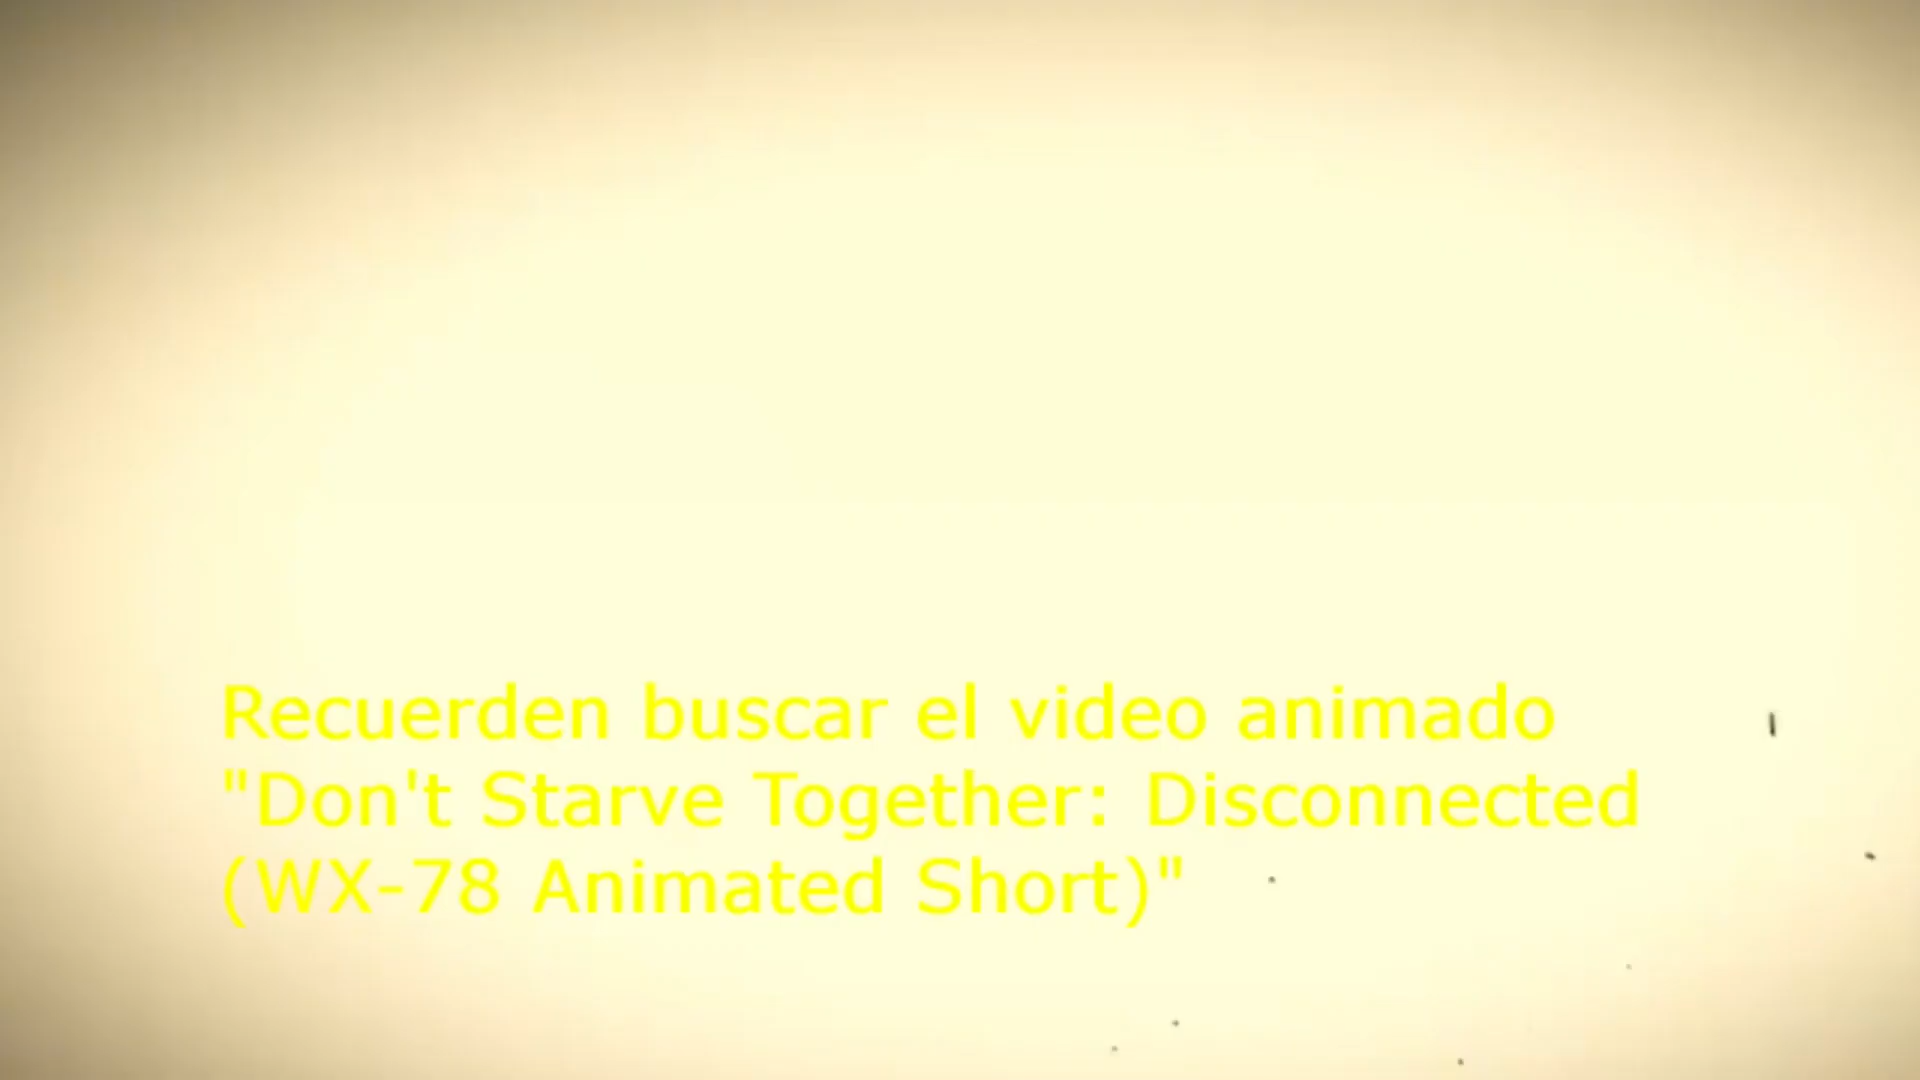 Recuerden buscar el video animado
"Don't Starve Together: Disconnected
(WX-78 Animated Short)"